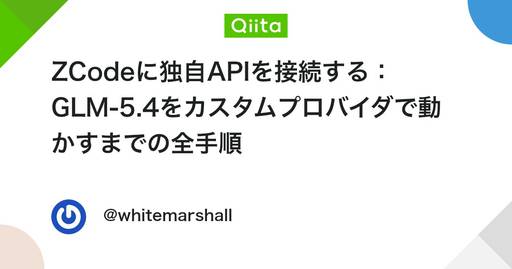 Qiita
ZCodeに独自APIを接続する：
GLM-5.4をカスタムプロバイダで動
かすまでの全手順
@whitemarshall